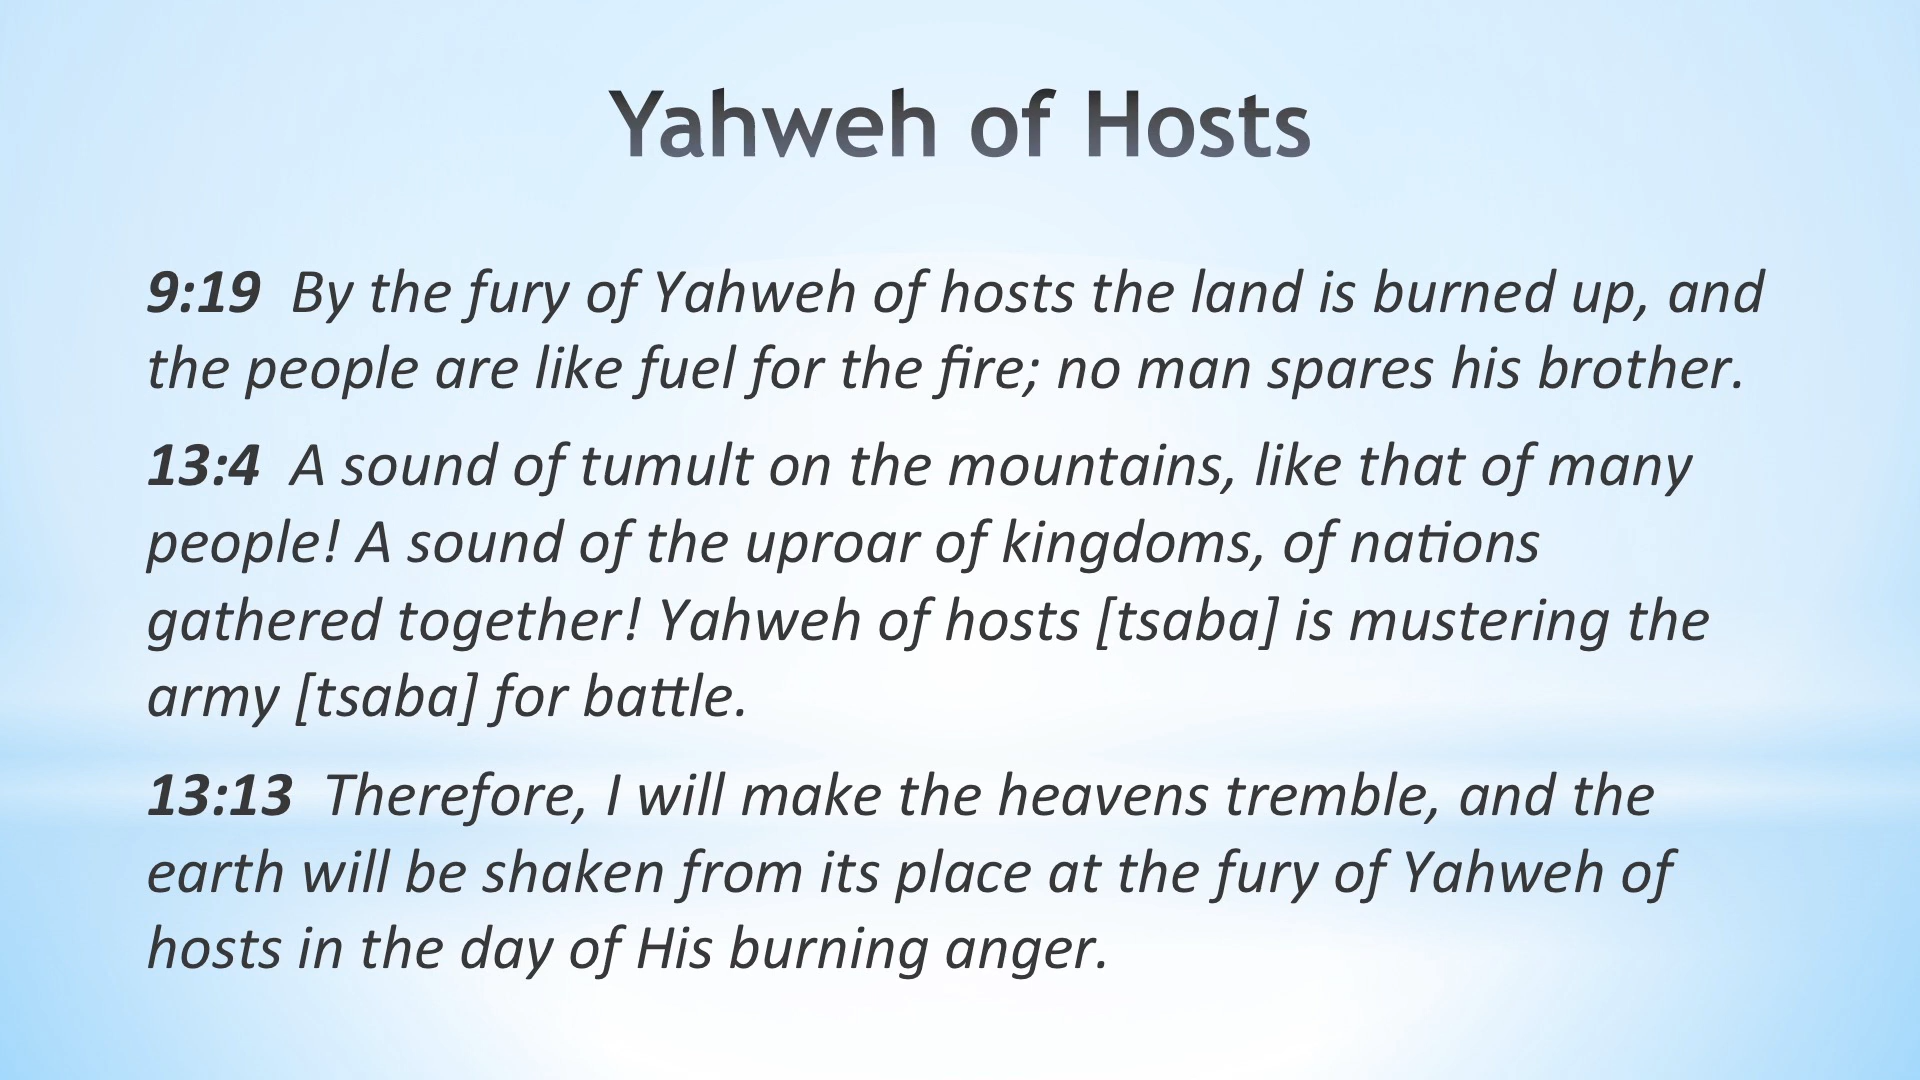 Yahweh of Hosts
9:19 By the fury of Yahweh of hosts the land is burned up, and
the people are like fuel for the fire; no man spares his brother.
13:4 A sound of tumult on the mountains, like that of many
people! A sound of the uproar of kingdoms, of nations
gathered together! Yahweh of hosts [tsaba] is mustering the
army [tsaba] for battle.
13:13 Therefore, I will make the heavens tremble, and the
earth will be shaken from its place at the fury of Yahweh of
hosts in the day of His burning anger.